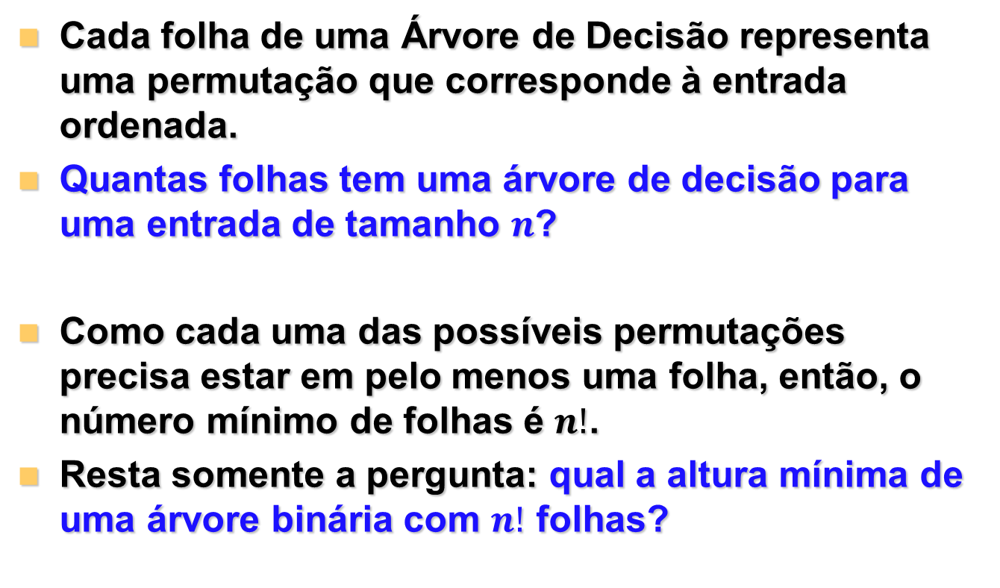 Cada folha de uma Árvore de Decisão representa
uma permutação que corresponde à entrada
ordenada.
Quantas folhas tem uma árvore de decisão para
uma entrada de tamanho n?
Como cada uma das possíveis permutações
precisa estar em pelo menos uma folha, então, o
número mínimo de folhas é n!.
Resta somente a pergunta: qual a altura mínima de
uma árvore binária com n! folhas?